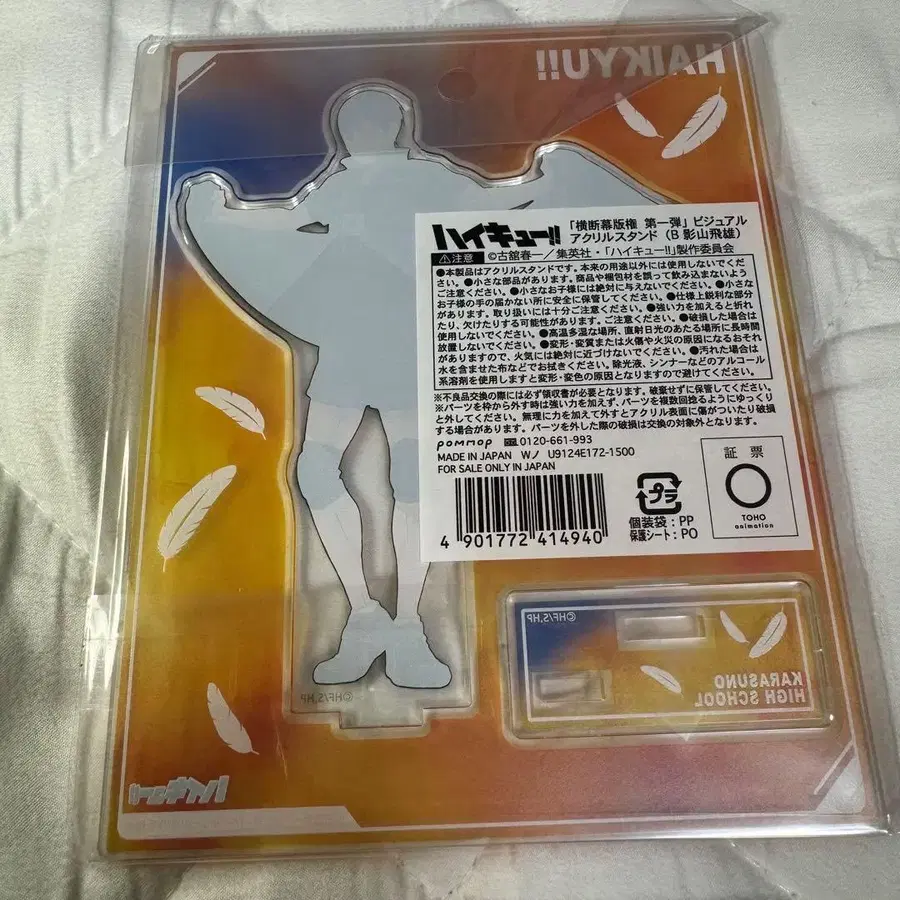 HAIKYU!!
ハイキュー!!
「横断幕版権 第一弾」ビジュアル
アクリルスタンド（B 影山飛雄）
⚠注意 ©古舘春一／集英社・「ハイキュー!!」製作委員会
●本製品はアクリルスタンドです。本来の用途以外には使用しないでくだ
さい。●小さな部品があります。商品や梱包材を誤って飲み込まないよう、
ご注意ください。●小さなお子様には絶対に与えないでください。●小さな
お子様の手の届かない所に安全に保管してください。●仕様上鋭利な部分
があります。取り扱いには十分ご注意ください。●強い力を加えると折れ
たり、欠けたりする可能性があります。ご注意ください。●破損した場合は
使用しないでください。●高温多湿な場所、直射日光のあたる場所に長時間
放置しないでください。●変形・変質または火傷や火災の原因になるおそれ
がありますので、火気には絶対に近づけないでください。●汚れた場合は
水を含ませた布などでお拭きください。除光液、シンナーなどのアルコール
系溶剤を使用しますと変形・変色の原因となりますので避けてください。
※不良品交換の際には必ず領収書が必要となります。破棄せずに保管してください。
※パーツを枠から外す時は強い力を加えず、パーツを複数回捻るようにゆっくり
と外してください。無理に力を加えて外すとアクリル表面に傷がついたり破損
する場合があります。パーツを外した際の破損は交換の対象外となります。
POMMOP 0120-661-993
MADE IN JAPAN WJ U9124E172-1500
FOR SALE ONLY IN JAPAN
4 901772 414940
プラ
個装袋：PP
保護シート：PO
証 票
TOHO
animation
©HF/S,HP
KARASUNO
HIGH SCHOOL
©HF/S,HP
ハイキュー!!